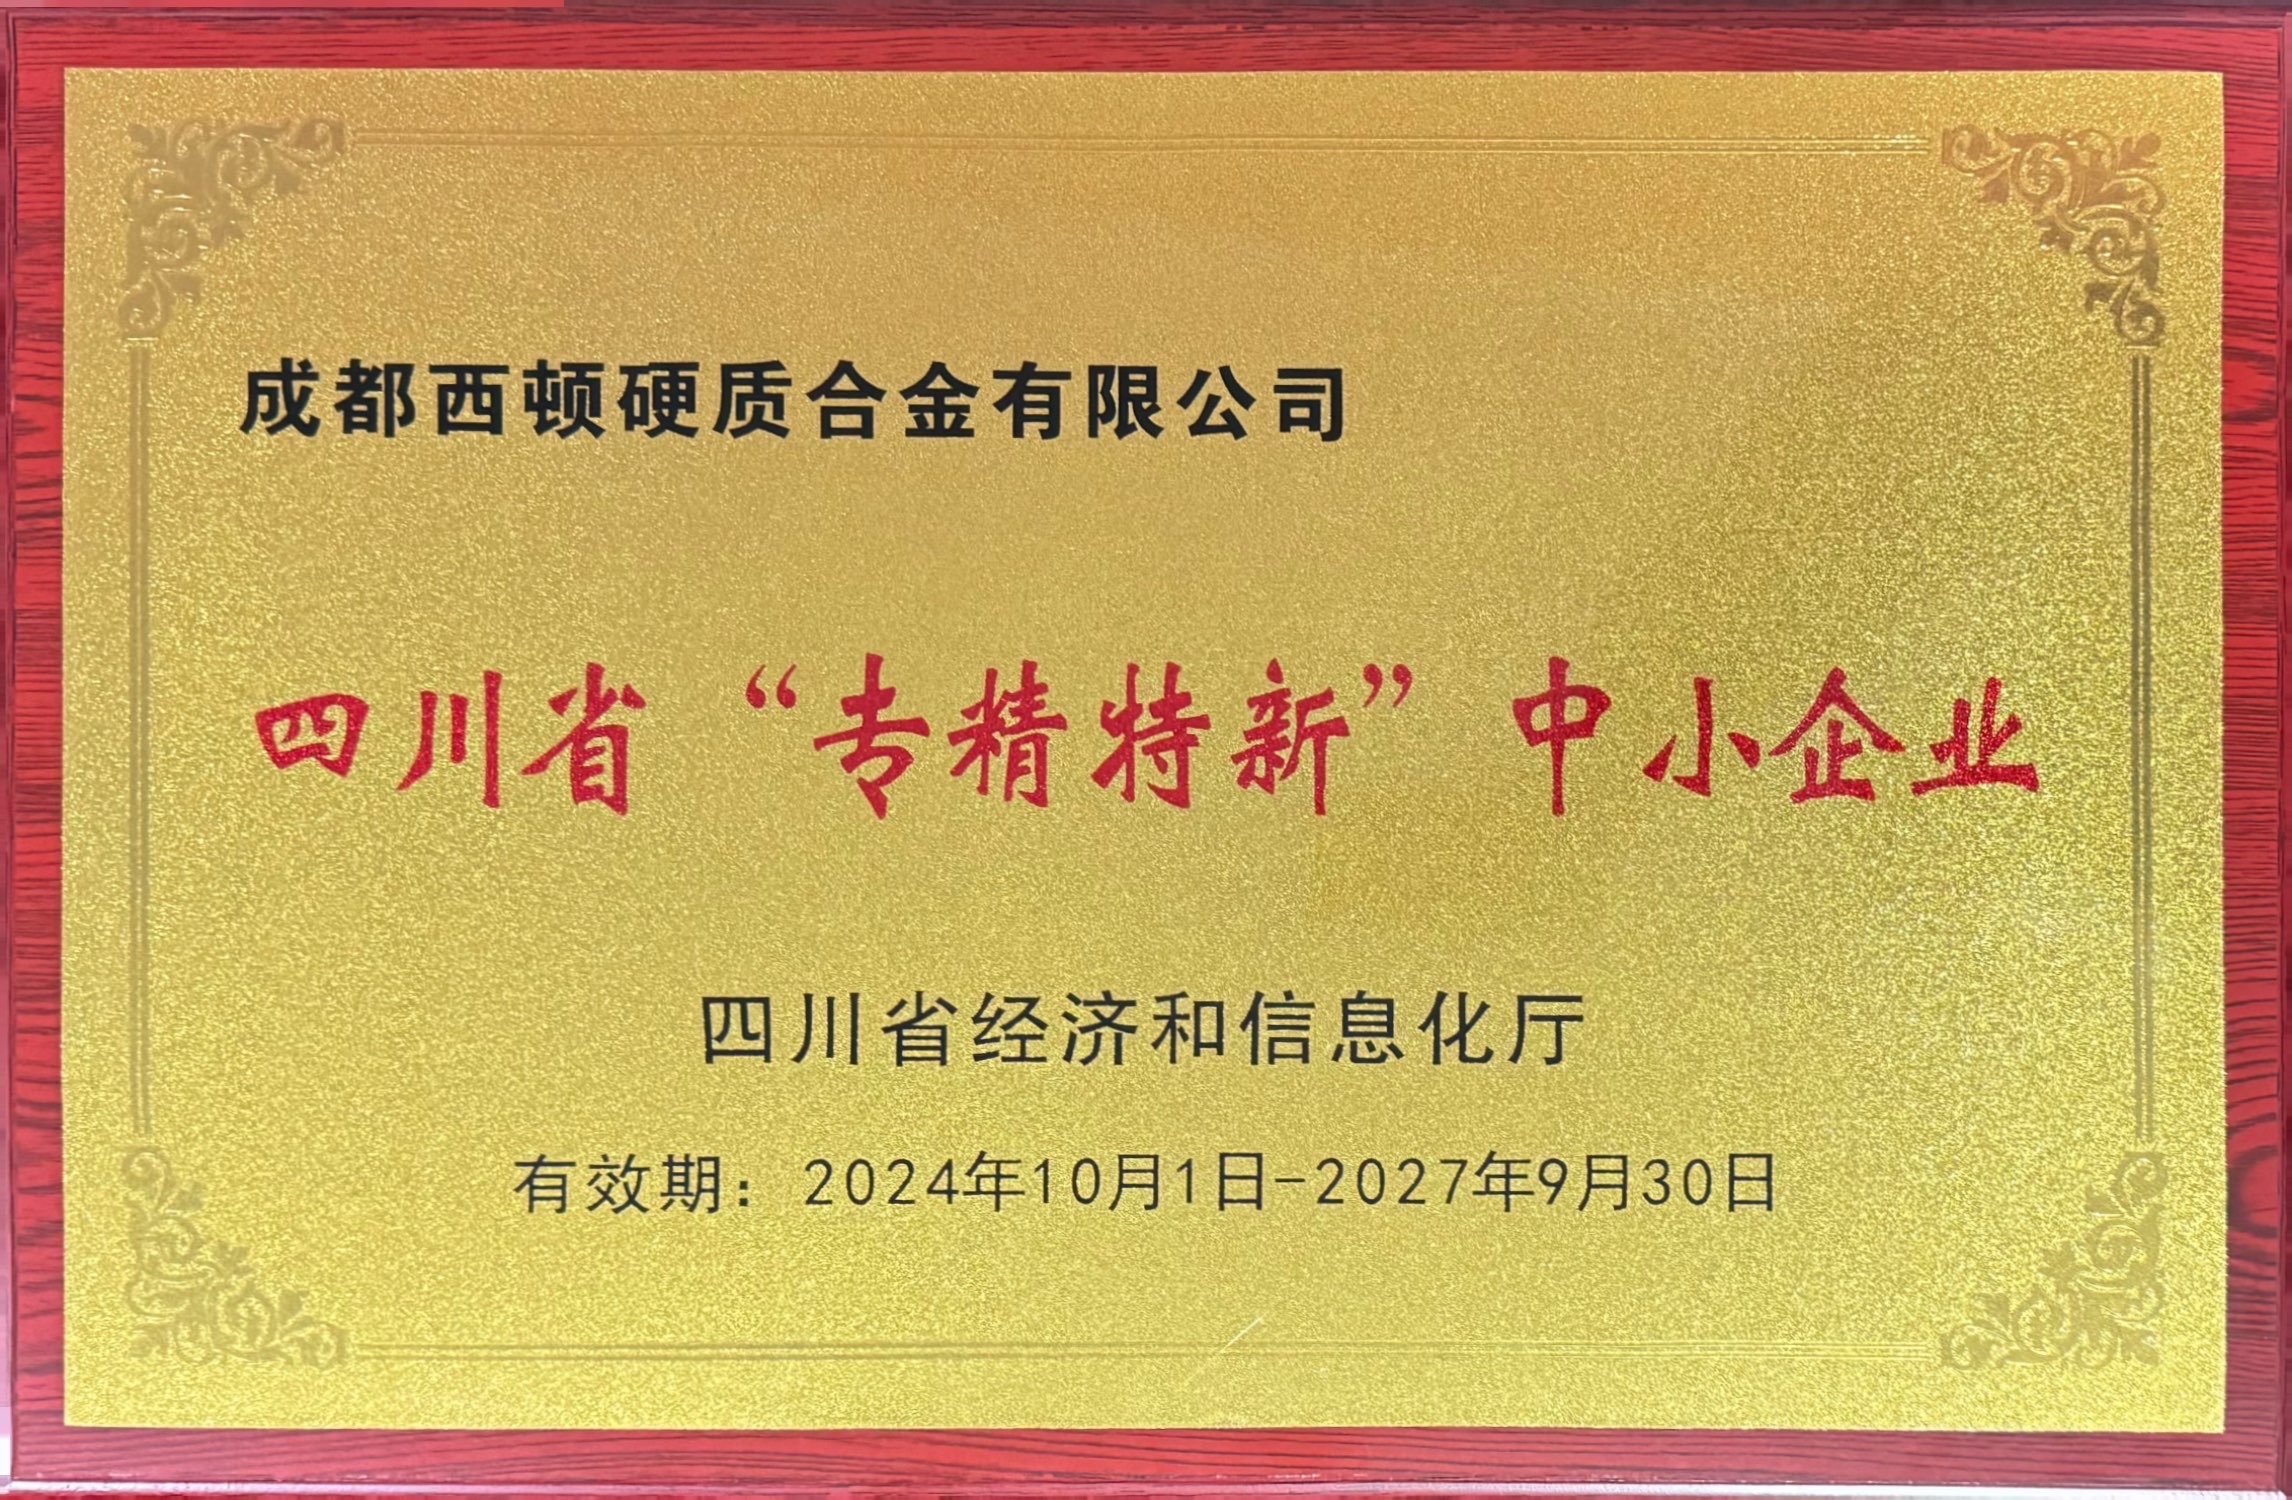 成都西顿硬质合金有限公司
四川省“专精特新”中小企业
四川省经济和信息化厅
有效期：2024年10月1日-2027年9月30日